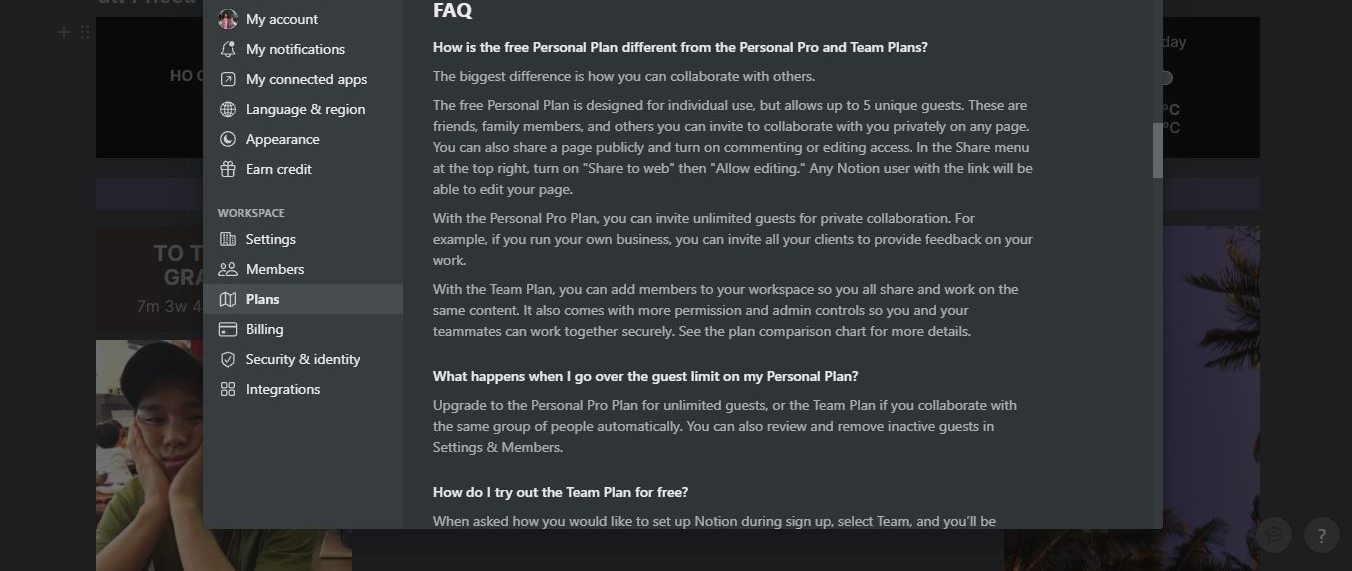 all I need
HO C
My account
My notifications
My connected apps
Language & region
Appearance
Earn credit
WORKSPACE
Settings
Members
Plans
Billing
Security & identity
Integrations
TO T
GRA
7m 3w 4
FAQ
How is the free Personal Plan different from the Personal Pro and Team Plans?
The biggest difference is how you can collaborate with others.
The free Personal Plan is designed for individual use, but allows up to 5 unique guests. These are
friends, family members, and others you can invite to collaborate with you privately on any page.
You can also share a page publicly and turn on commenting or editing access. In the Share menu
at the top right, turn on "Share to web" then "Allow editing." Any Notion user with the link will be
able to edit your page.
With the Personal Pro Plan, you can invite unlimited guests for private collaboration. For
example, if you run your own business, you can invite all your clients to provide feedback on your
work.
With the Team Plan, you can add members to your workspace so you all share and work on the
same content. It also comes with more permission and admin controls so you and your
teammates can work together securely. See the plan comparison chart for more details.
What happens when I go over the guest limit on my Personal Plan?
Upgrade to the Personal Pro Plan for unlimited guests, or the Team Plan if you collaborate with
the same group of people automatically. You can also review and remove inactive guests in
Settings & Members.
How do I try out the Team Plan for free?
When asked how you would like to set up Notion during sign up, select Team, and you'll be
day
°C
°C
?